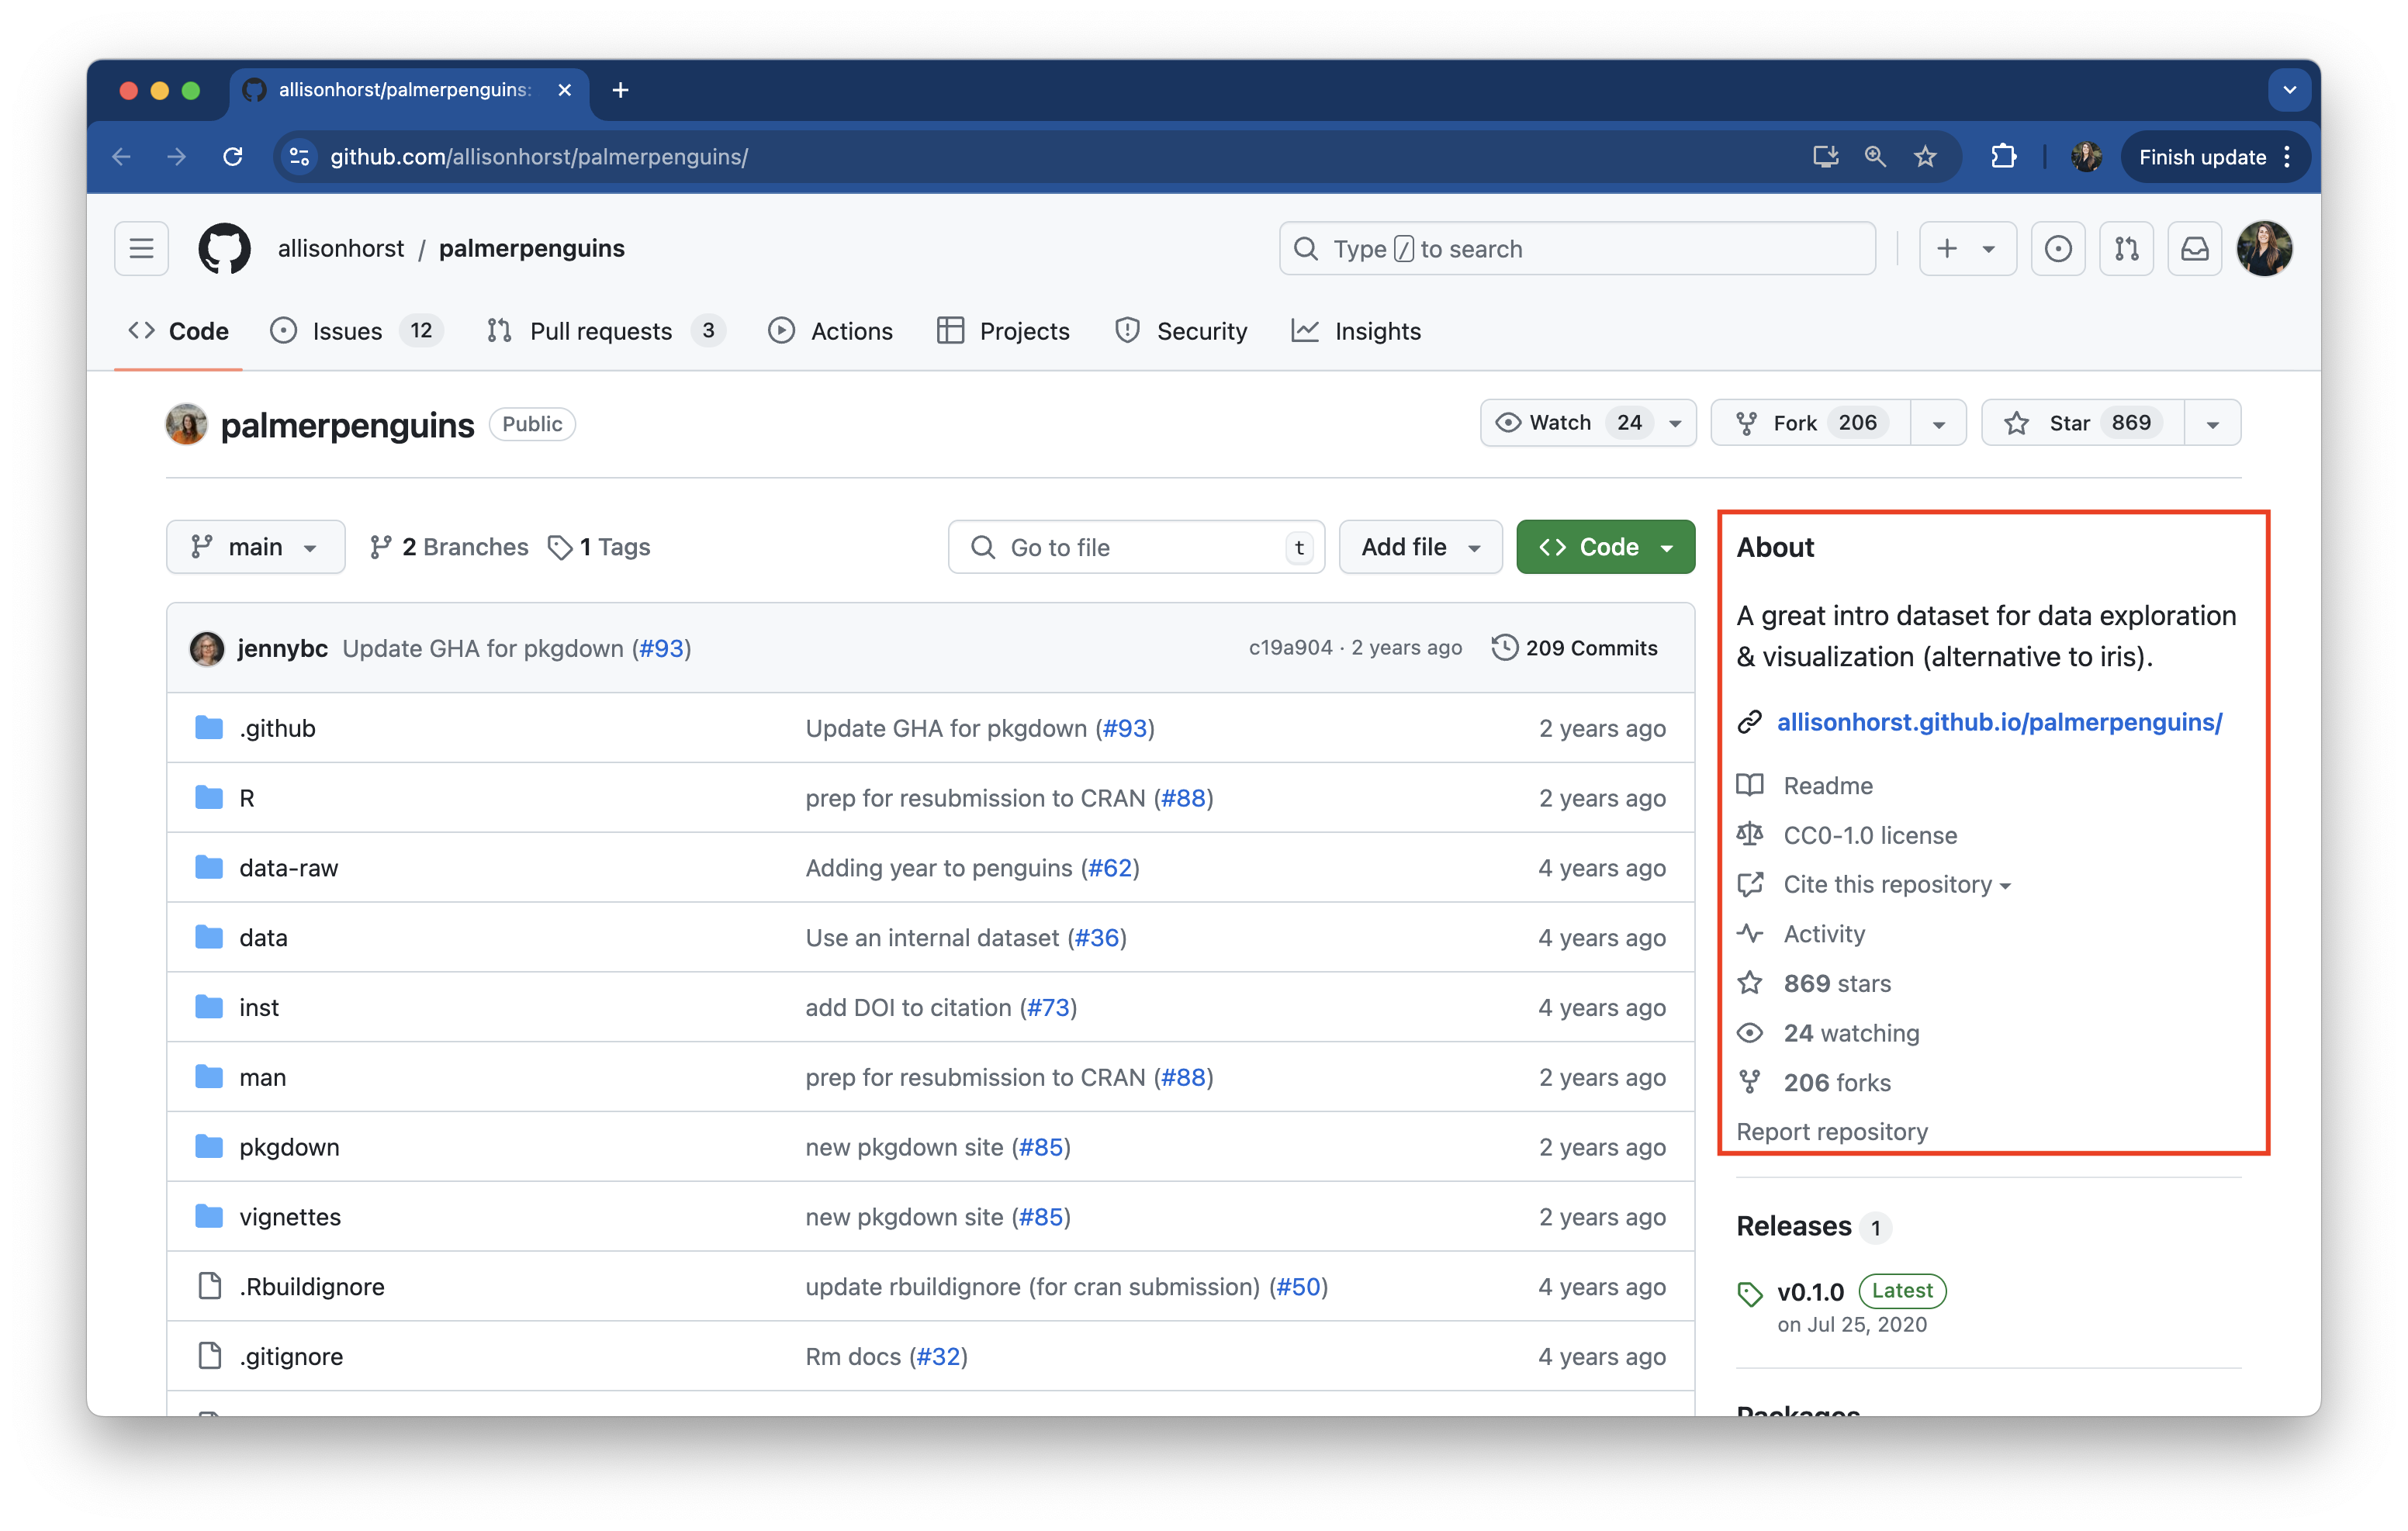 allisonhorst/palmerpenguins:
github.com/allisonhorst/palmerpenguins/
Finish update
allisonhorst / palmerpenguins
Type / to search
Code
Issues 12
Pull requests 3
Actions
Projects
Security
Insights
palmerpenguins Public
Watch 24
Fork 206
Star 869
main
2 Branches
1 Tags
Go to file t
Add file
Code
jennybc Update GHA for pkgdown (#93) c19a904 · 2 years ago 209 Commits
.github Update GHA for pkgdown (#93) 2 years ago
R prep for resubmission to CRAN (#88) 2 years ago
data-raw Adding year to penguins (#62) 4 years ago
data Use an internal dataset (#36) 4 years ago
inst add DOI to citation (#73) 4 years ago
man prep for resubmission to CRAN (#88) 2 years ago
pkgdown new pkgdown site (#85) 2 years ago
vignettes new pkgdown site (#85) 2 years ago
.Rbuildignore update rbuildignore (for cran submission) (#50) 4 years ago
.gitignore Rm docs (#32) 4 years ago
About
A great intro dataset for data exploration
& visualization (alternative to iris).
allisonhorst.github.io/palmerpenguins/
Readme
CC0-1.0 license
Cite this repository
Activity
869 stars
24 watching
206 forks
Report repository
Releases 1
v0.1.0 Latest
on Jul 25, 2020
Packages